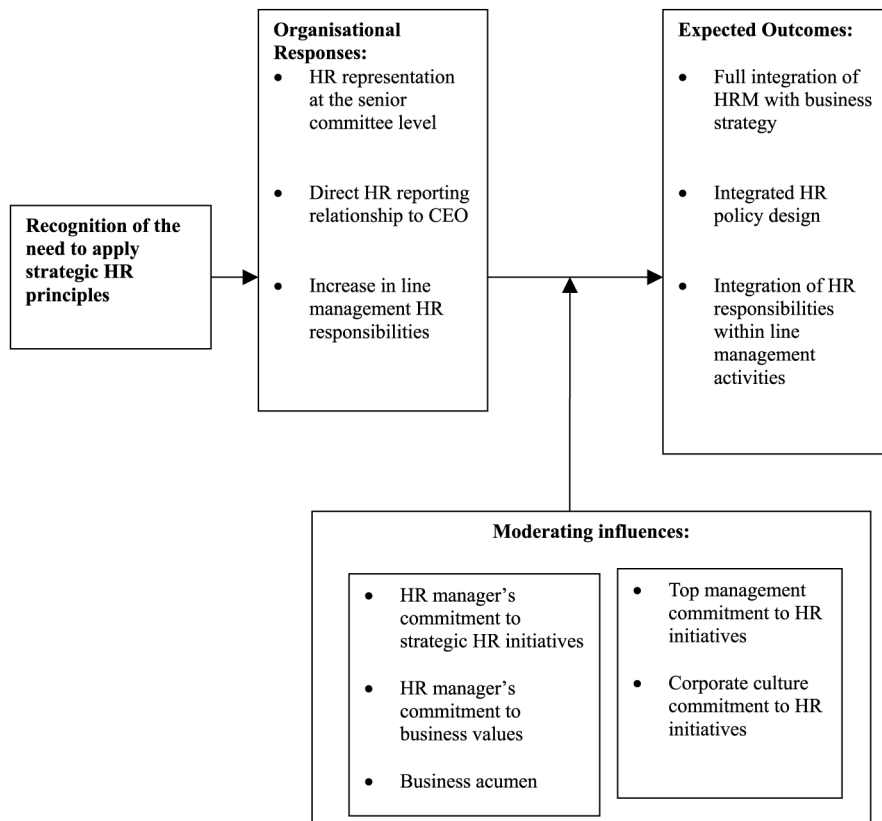 Recognition of the
need to apply
strategic HR
principles
Organisational
Responses:
• HR representation
at the senior
committee level
• Direct HR reporting
relationship to CEO
• Increase in line
management HR
responsibilities
Expected Outcomes:
• Full integration of
HRM with business
strategy
• Integrated HR
policy design
• Integration of HR
responsibilities
within line
management
activities
Moderating influences:
• HR manager’s
commitment to
strategic HR initiatives
• HR manager’s
commitment to
business values
• Business acumen
• Top management
commitment to HR
initiatives
• Corporate culture
commitment to HR
initiatives